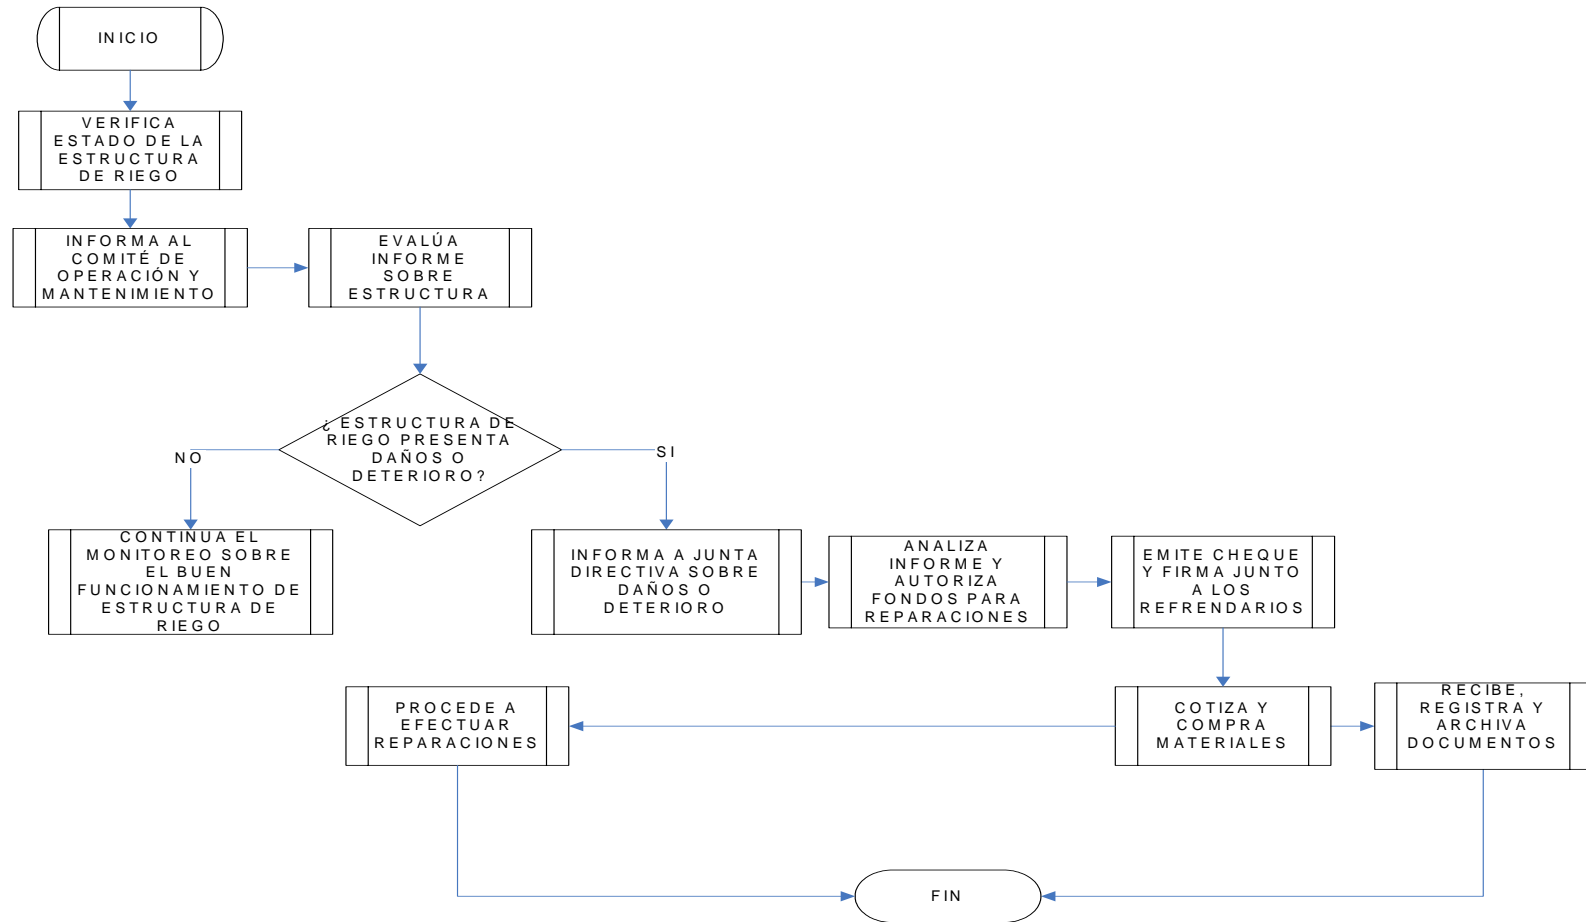 INICIO
VERIFICA
ESTADO DE LA
ESTRUCTURA
DE RIEGO
INFORMA AL
COMITÉ DE
OPERACIÓN Y
MANTENIMIENTO
EVALÚA
INFORME
SOBRE
ESTRUCTURA
¿ ESTRUCTURA DE
RIEGO PRESENTA
DAÑOS O
DETERIORO?
NO
SI
CONTINUA EL
MONITOREO SOBRE
EL BUEN
FUNCIONAMIENTO DE
ESTRUCTURA DE
RIEGO
INFORMA A JUNTA
DIRECTIVA SOBRE
DAÑOS O
DETERIORO
ANALIZA
INFORME Y
AUTORIZA
FONDOS PARA
REPARACIONES
EMITE CHEQUE
Y FIRMA JUNTO
A LOS
REFRENDARIOS
PROCEDE A
EFECTUAR
REPARACIONES
COTIZA Y
COMPRA
MATERIALES
RECIBE,
REGISTRA Y
ARCHIVA
DOCUMENTOS
FIN